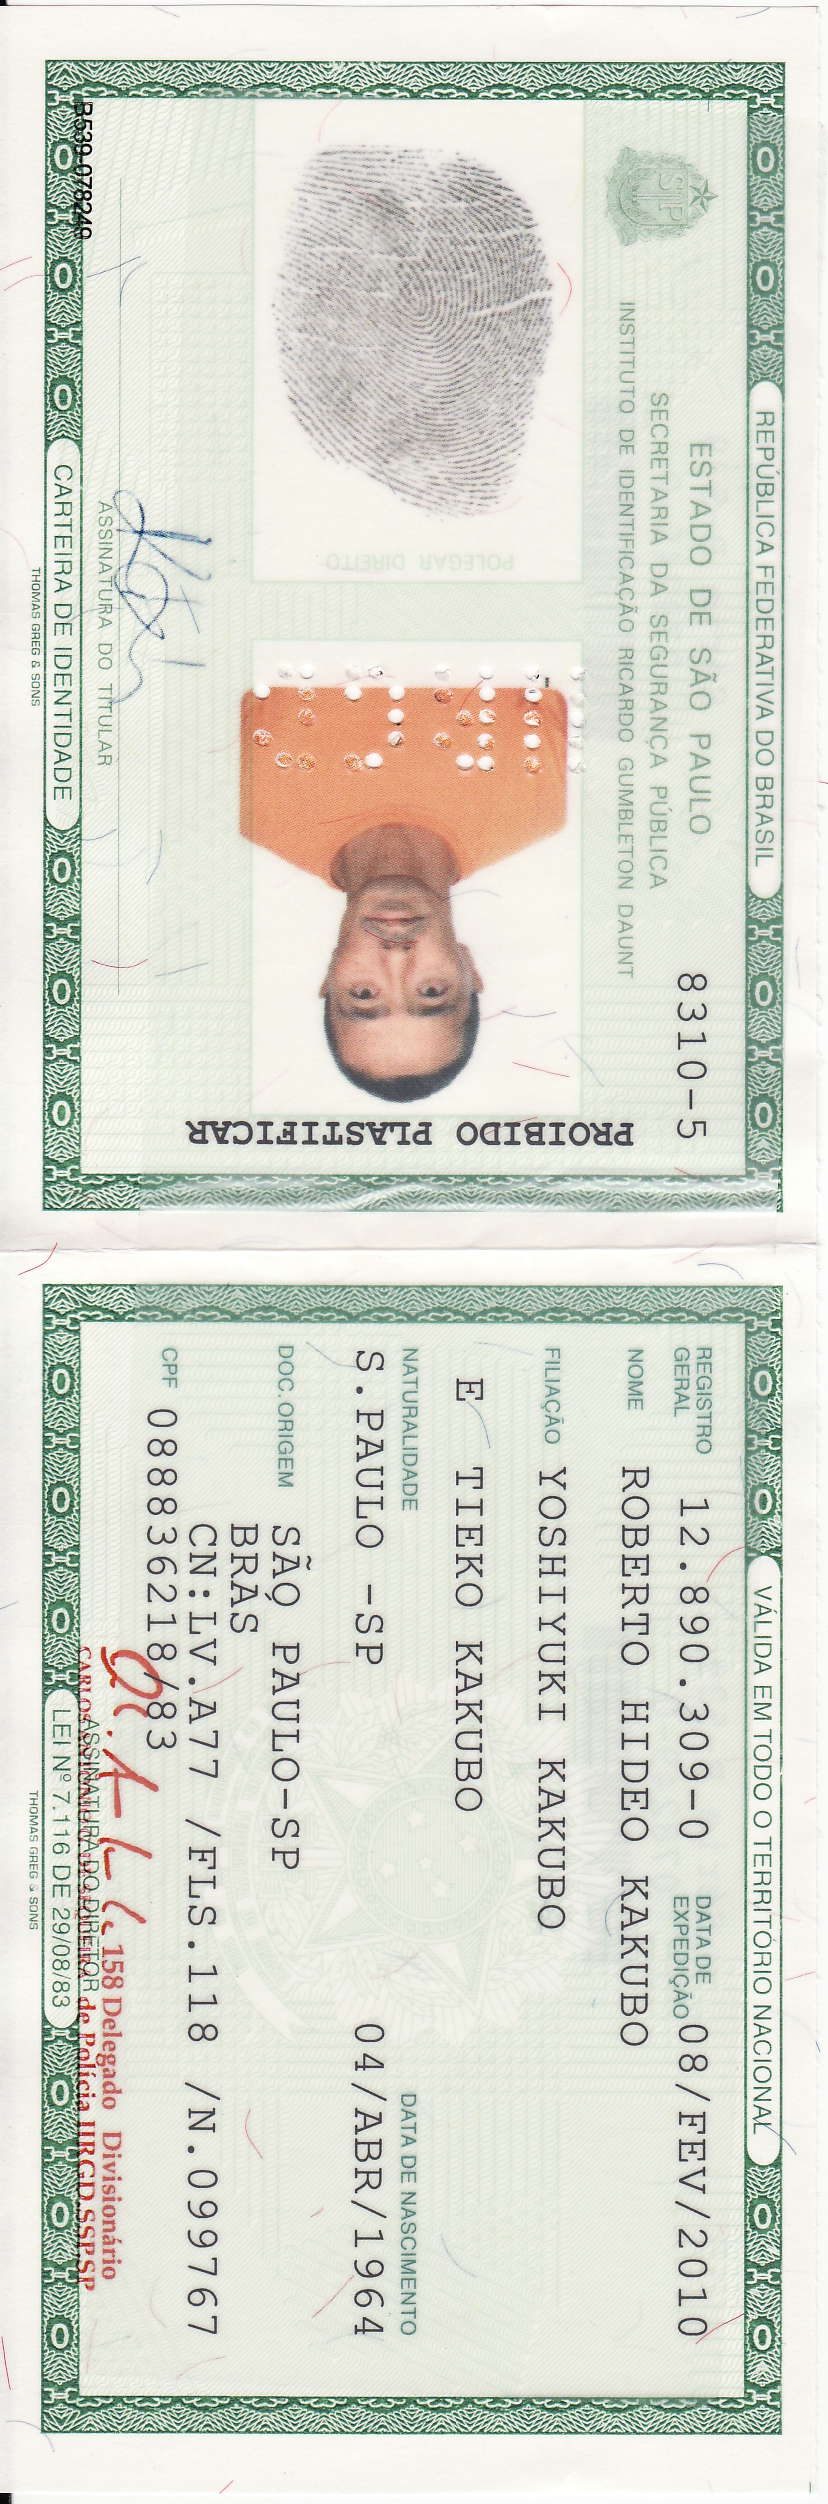 REPÚBLICA FEDERATIVA DO BRASIL
ESTADO DE SÃO PAULO
8310-5
SECRETARIA DA SEGURANÇA PÚBLICA
INSTITUTO DE IDENTIFICAÇÃO RICARDO GUMBLETON DAUNT
POLEGAR DIREITO
PROIBIDO PLASTIFICAR
ASSINATURA DO TITULAR
B539-078249
CARTEIRA DE IDENTIDADE
THOMAS GREG & SONS
VÁLIDA EM TODO O TERRITÓRIO NACIONAL
REGISTRO GERAL 12.890.309-0 DATA DE EXPEDIÇÃO 08/FEV/2010
NOME ROBERTO HIDEO KAKUBO
FILIAÇÃO YOSHIYUKI KAKUBO
E TIEKO KAKUBO
NATURALIDADE DATA DE NASCIMENTO
S.PAULO -SP 04/ABR/1964
DOC.ORIGEM SÃO PAULO-SP
BRÁS
CN:LV.A77 /FLS.118 /N.099767
CPF 088836218/83
158 Delegado Divisionário
ASSINATURA DO DIRETOR
CARLOS ANTONIO de Polícia IIRGD.SSP.SP
LEI Nº 7.116 DE 29/08/83
THOMAS GREG & SONS